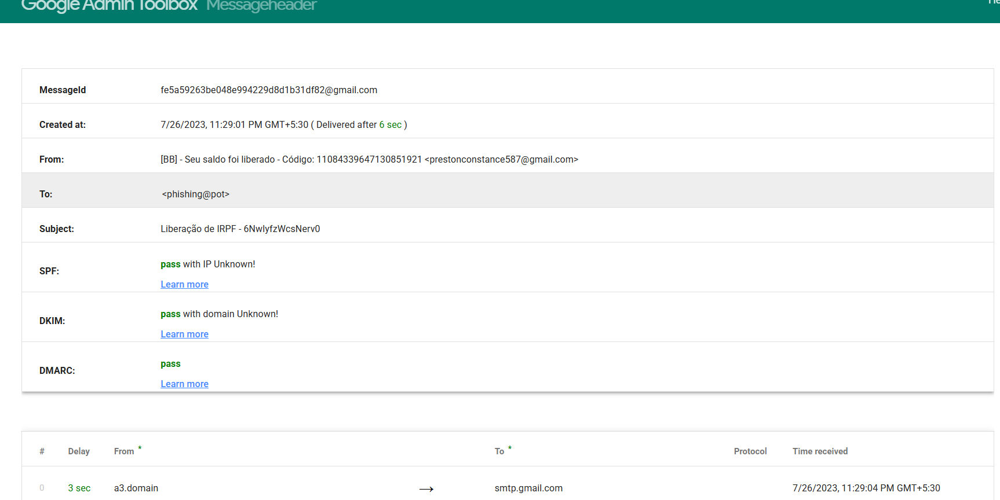 Google Admin Toolbox Messageheader
MessageId fe5a59263be048e994229d8d1b31df82@gmail.com
Created at: 7/26/2023, 11:29:01 PM GMT+5:30 ( Delivered after 6 sec )
From: [BB] - Seu saldo foi liberado - Código: 11084339647130851921 <prestonconstance587@gmail.com>
To: <phishing@pot>
Subject: Liberação de IRPF - 6NwlyfzWcsNerv0
SPF: pass with IP Unknown!
Learn more
DKIM: pass with domain Unknown!
Learn more
DMARC: pass
Learn more
# Delay From * To * Protocol Time received
0 3 sec a3.domain → smtp.gmail.com 7/26/2023, 11:29:04 PM GMT+5:30